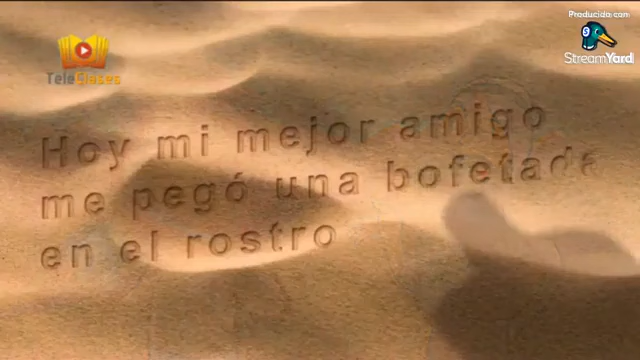 Producida con
StreamYard
TeleClases
Hoy mi mejor amigo
me pegó una bofetada
en el rostro